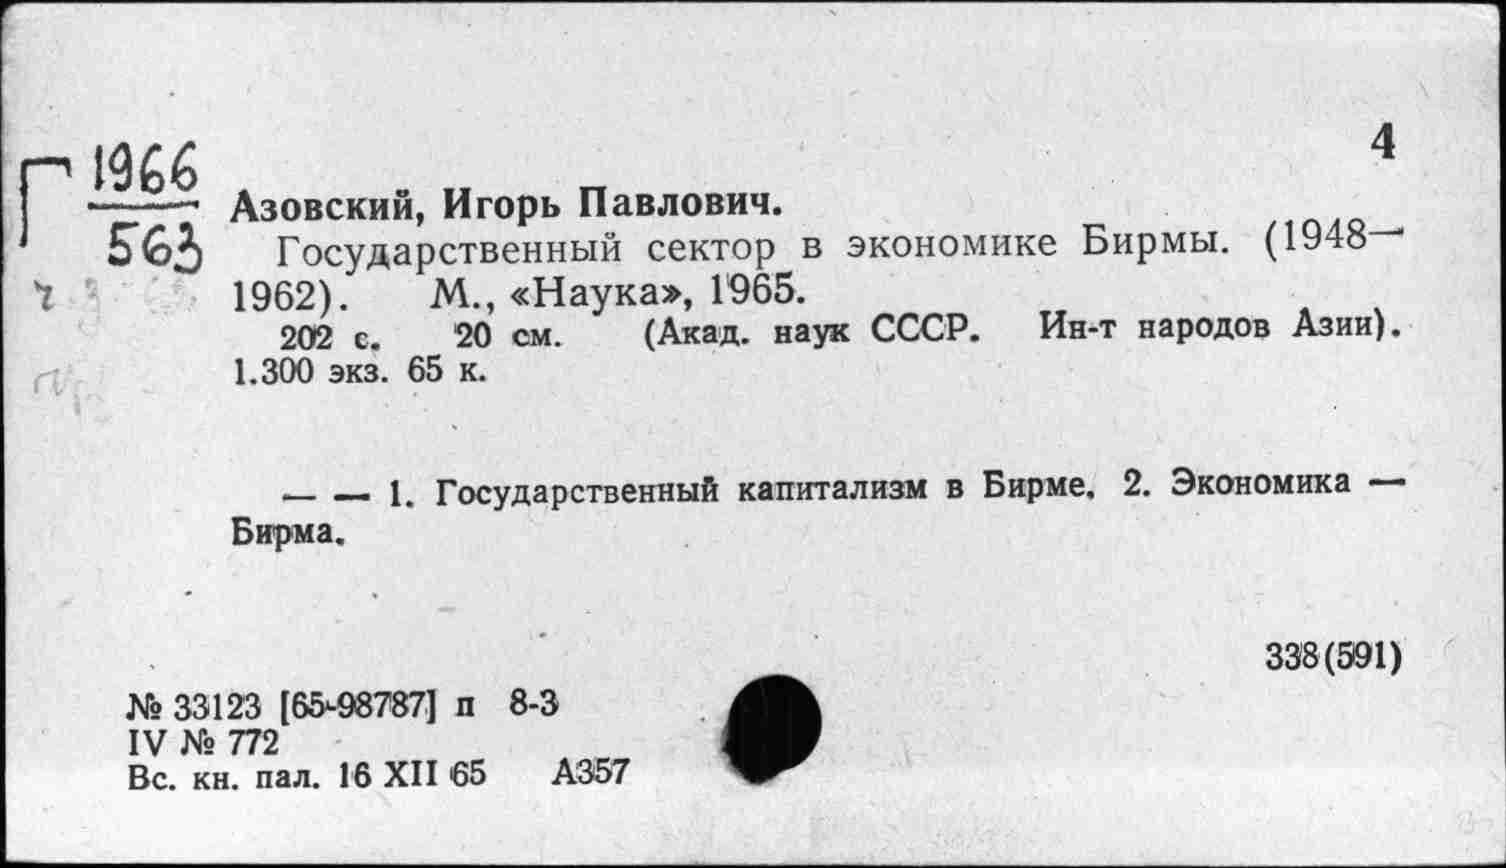 4
Г 1966
563
Азовский, Игорь Павлович.
Государственный сектор в экономике Бирмы. (1948—
1962). М., «Наука», 1965.
202 с. 20 см. (Акад. наук СССР. Ин-т народов Азии).
1.300 экз. 65 к.
— — 1. Государственный капитализм в Бирме, 2. Экономика —
Бирма.
338(591)
№ 33123 [65-98787] п 8-3
IV № 772
Вс. кн. пал. 16 XII 65 А357